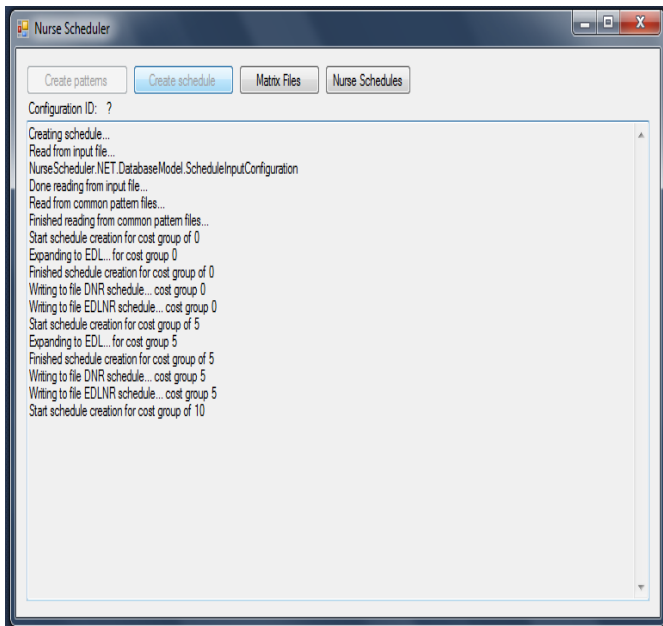 Nurse Scheduler
Create patterns Create schedule Matrix Files Nurse Schedules
Configuration ID: ?
Creating schedule...
Read from input file...
NurseScheduler.NET.DatabaseModel.ScheduleInputConfiguration
Done reading from input file...
Read from common pattern files...
Finished reading from common pattern files...
Start schedule creation for cost group of 0
Expanding to EDL... for cost group 0
Finished schedule creation for cost group of 0
Writing to file DNR schedule... cost group 0
Writing to file EDLNR schedule... cost group 0
Start schedule creation for cost group of 5
Expanding to EDL... for cost group 5
Finished schedule creation for cost group of 5
Writing to file DNR schedule... cost group 5
Writing to file EDLNR schedule... cost group 5
Start schedule creation for cost group of 10